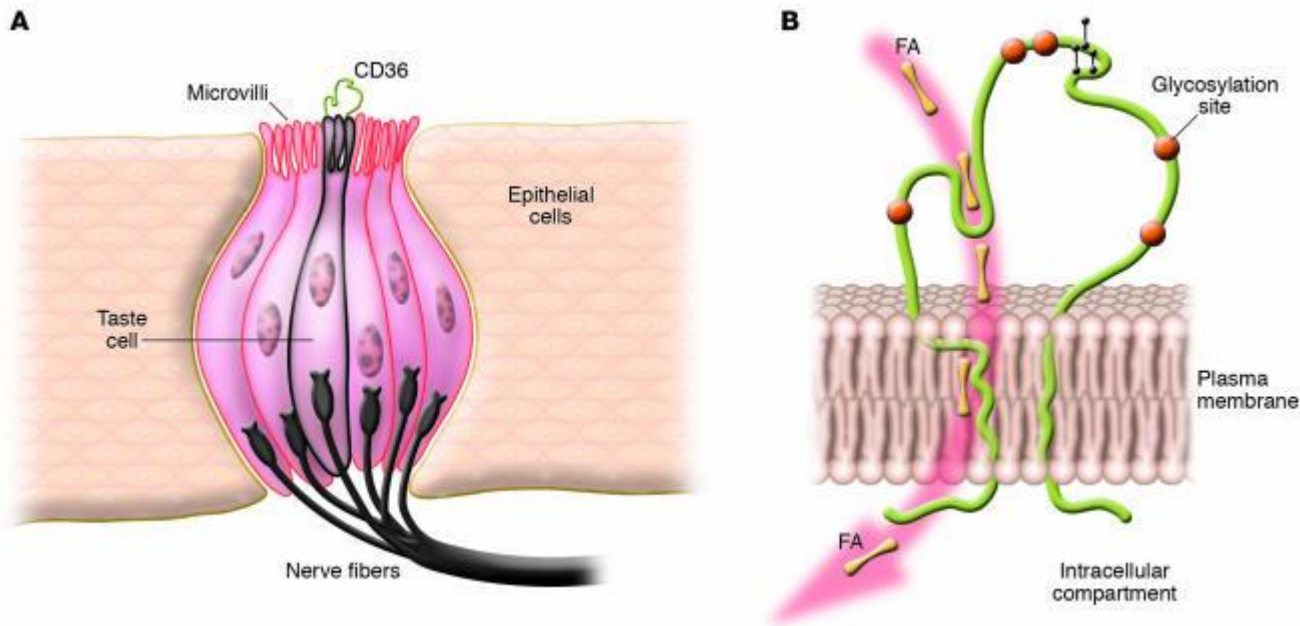 A
CD36
Microvilli
Epithelial
cells
Taste
cell
Nerve fibers
B
FA
Glycosylation
site
Plasma
membrane
FA
Intracellular
compartment